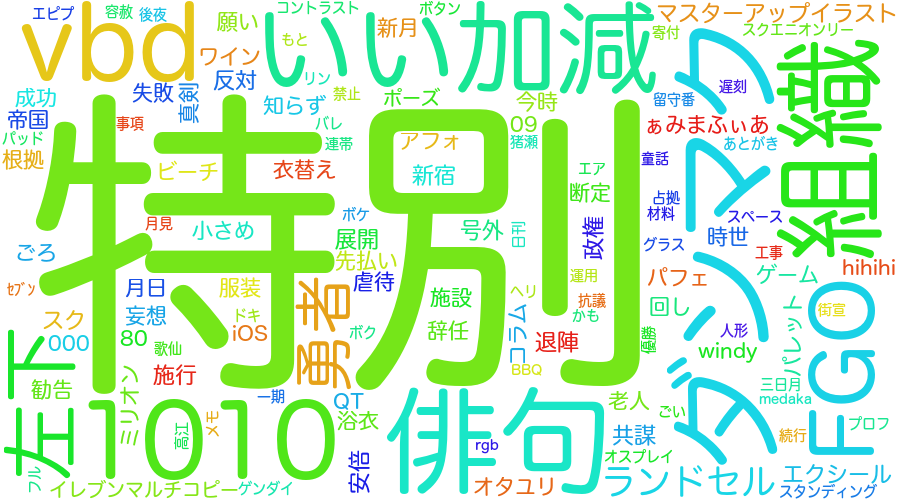 エピプ
容赦
後夜
vbd
願い
コントラスト
もと
ボタン
新月
いい加減
寄付
マスターアップイラスト
スクエニオンリー
ワイン
反対
リン
禁止
成功
失敗
真剣
知らず
ポーズ
今時
留守番
遅刻
組織
帝国
事項
バレ
連帯
09
猪瀬
ぁみまふぃあ
パッド
根拠
ビーチ
衣替え
アフォ
新宿
エア
断定
童話
あとがき
特別
ダンマク
月見
小さめ
ボケ
号外
日刊
政権
占拠
材料
スペース
ごろ
展開
先払い
グラス
時世
工事
hihihi
ｾﾌﾞﾝ
月日
服装
勇者
虐待
施設
ヘリ
運用
抗議
パフェ
ゲーム
スク
妄想
ドキ
iOS
ボク
辞任
コラム
かも
回し
パレット
街宣
FGO
000
80
歌仙
退陣
優勝
windy
人形
左下
勧告
ミリオン
施行
一期
QT
BBQ
三日月
medaka
1010
メモ
高江
浴衣
俳句
老人
ごい
プロフ
フル
安倍
rgb
共謀
続行
オスプレイ
イレブンマルチコピー
ゲンダイ
オタユリ
ランドセル
エクシール
スタンディング